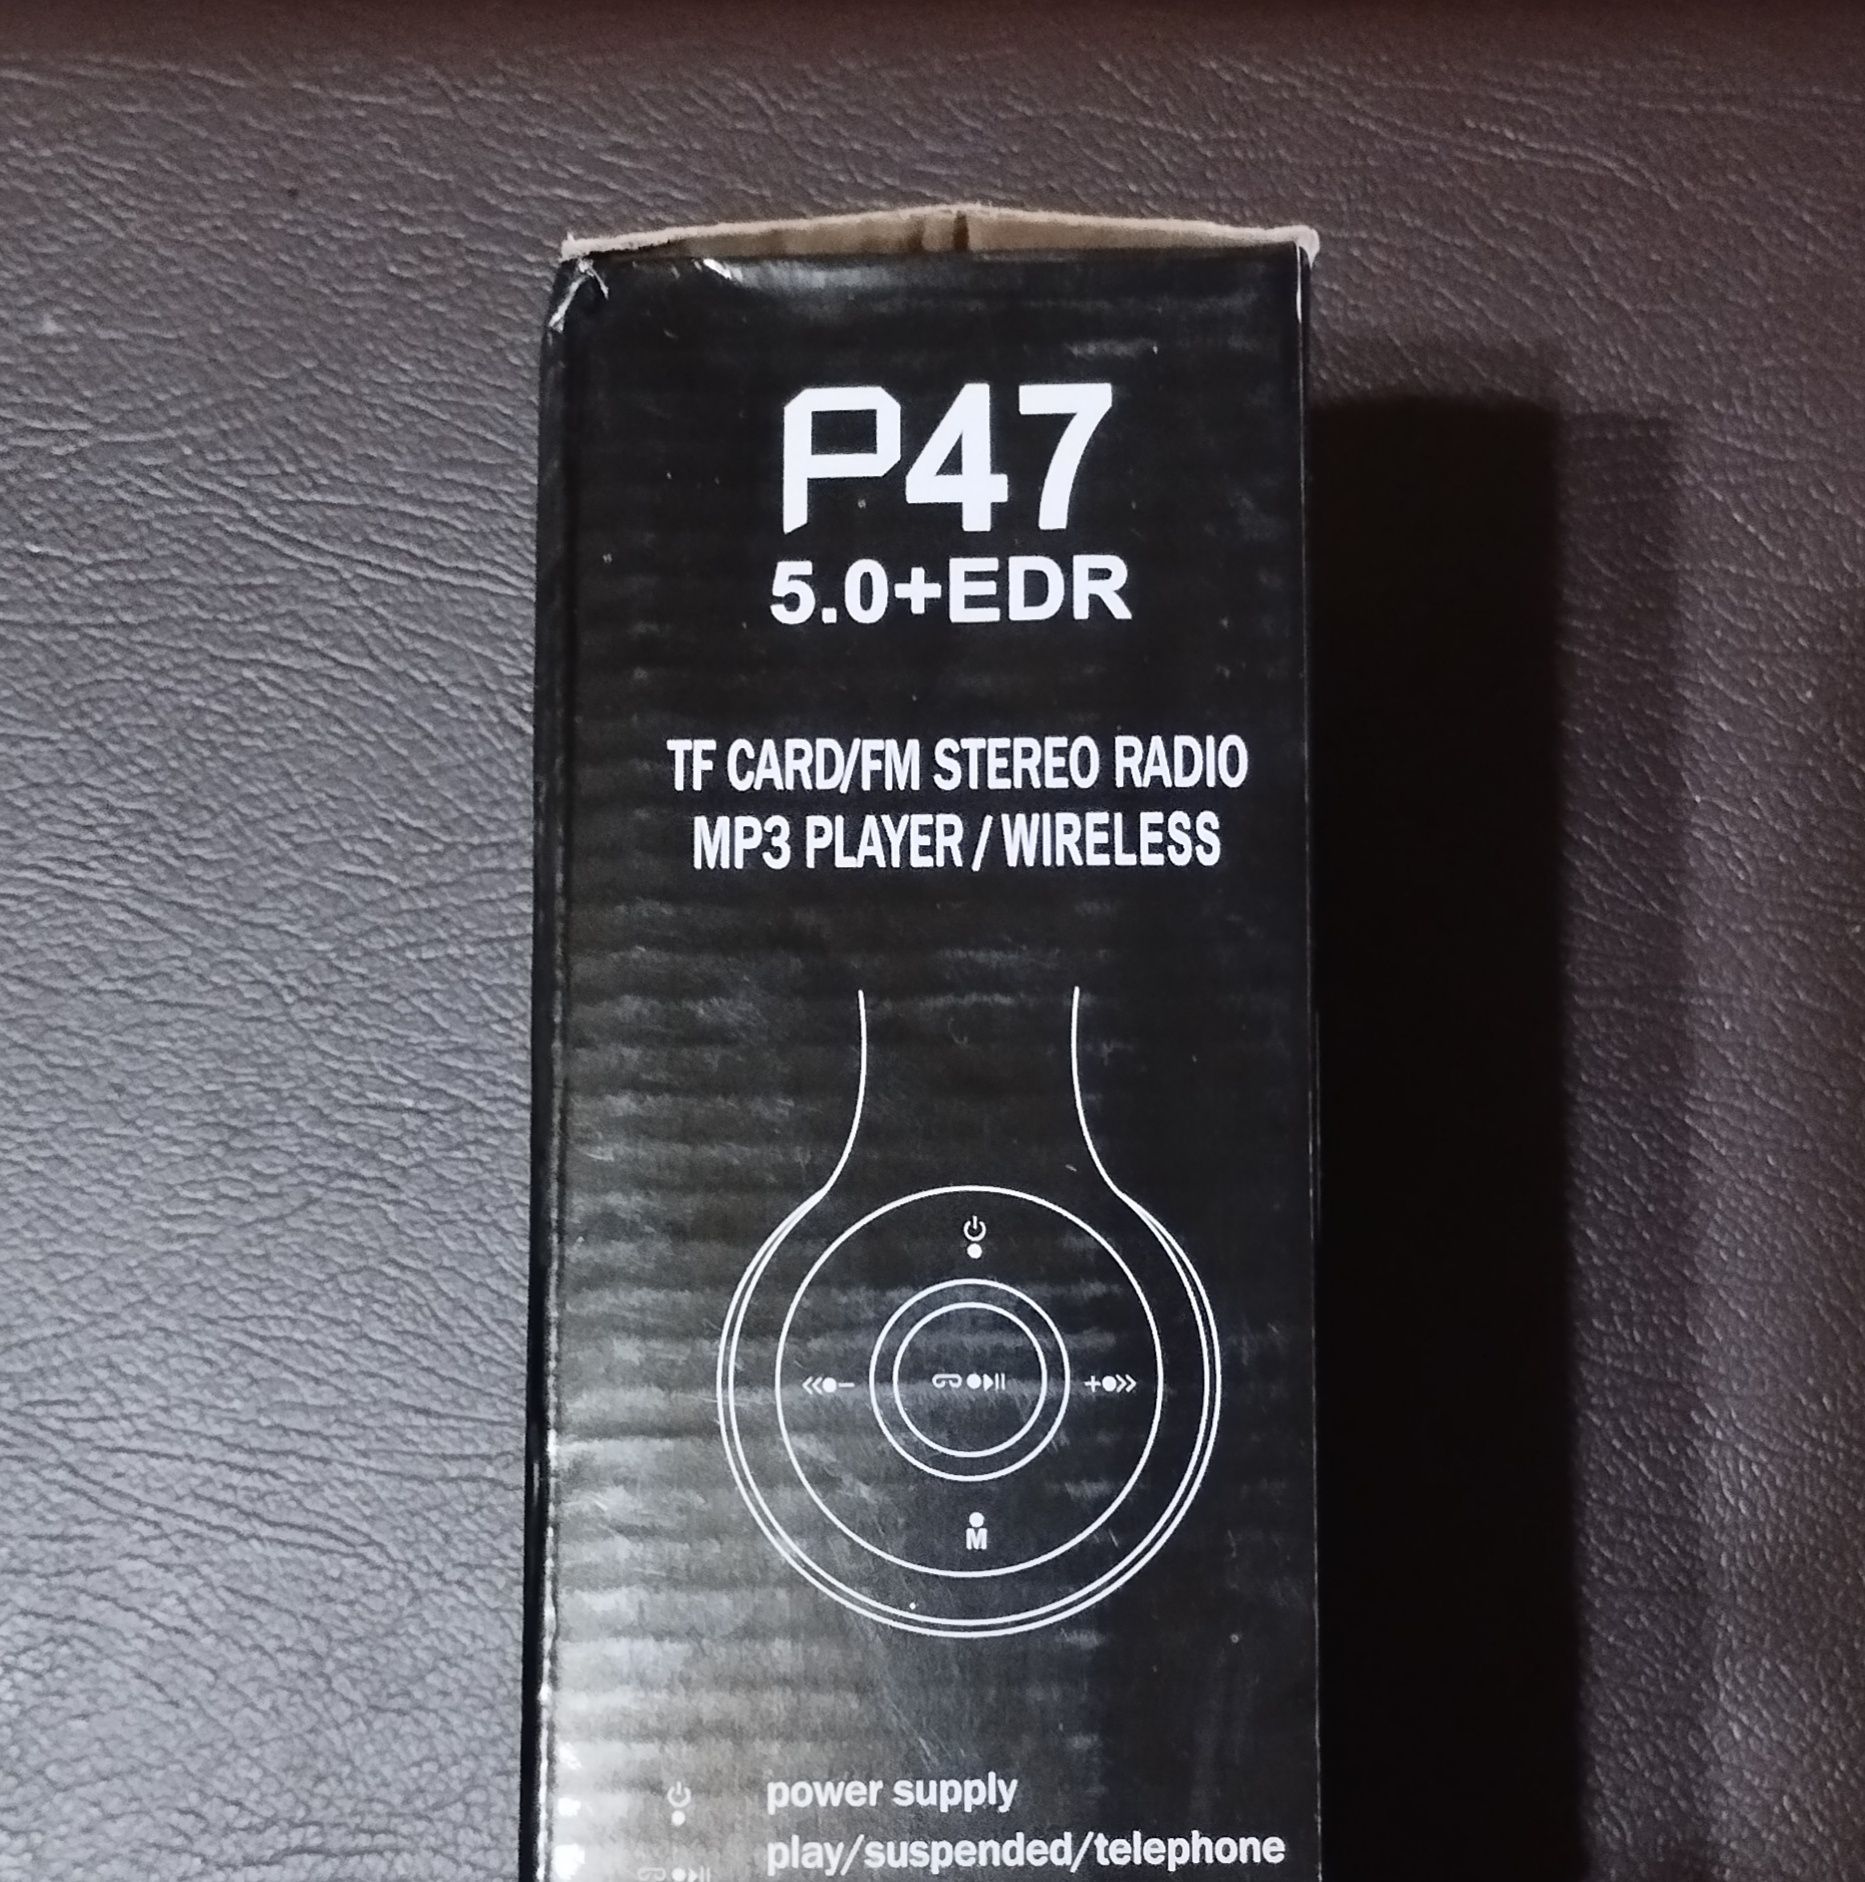 P47
5.0+EDR
TF CARD/FM STEREO RADIO
MP3 PLAYER / WIRELESS
M
power supply
play/suspended/telephone